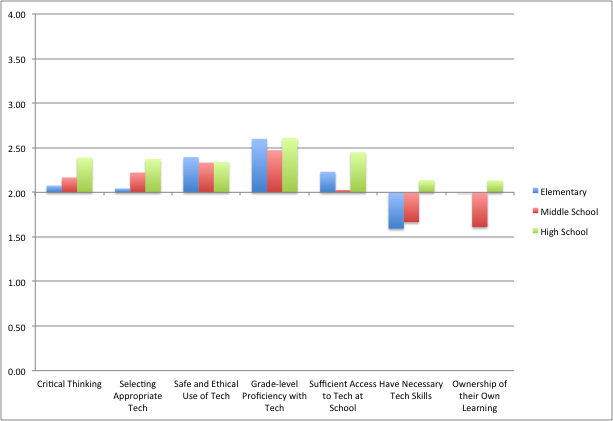 4.00
3.50
3.00
2.50
2.00
1.50
1.00
0.50
0.00
Critical Thinking
Selecting
Appropriate
Tech
Safe and Ethical
Use of Tech
Grade-level
Proficiency with
Tech
Sufficient Access
to Tech at
School
Have Necessary
Tech Skills
Ownership of
their Own
Learning
Elementary
Middle School
High School